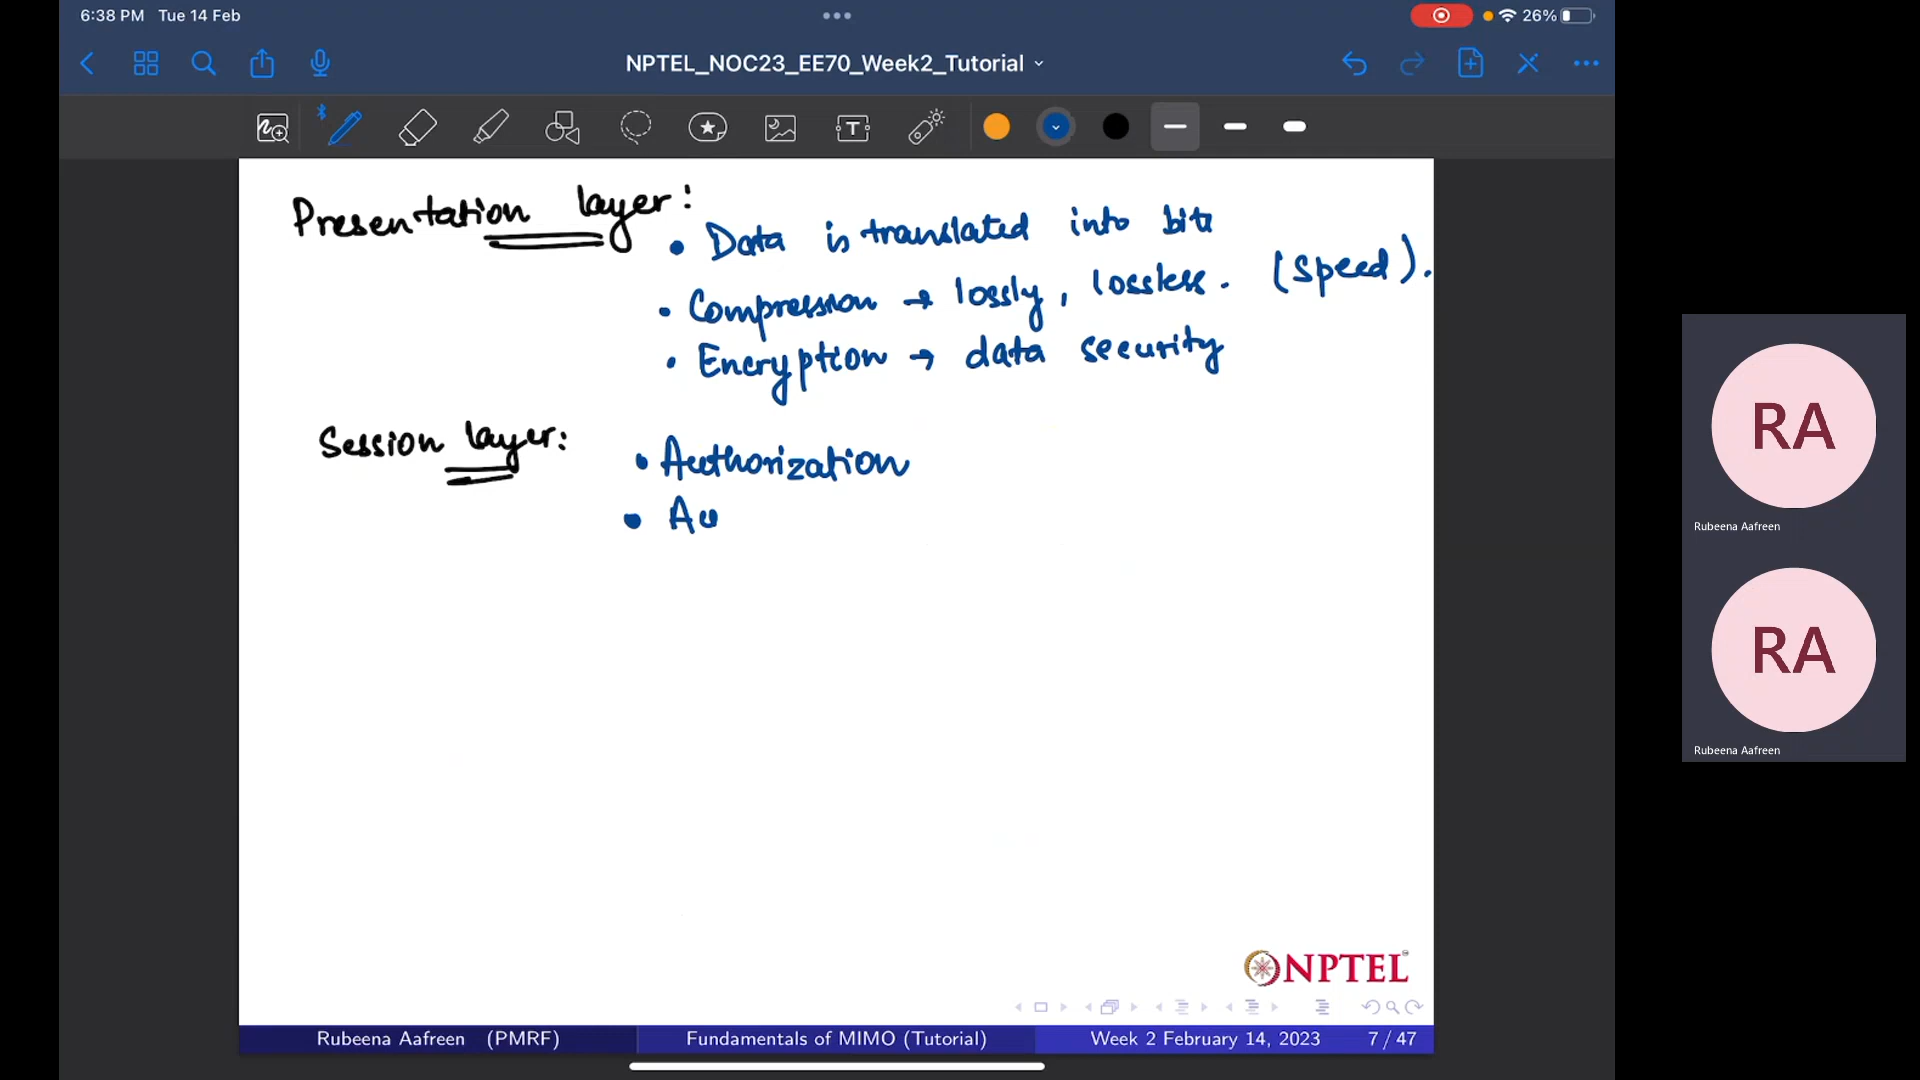 6:38 PM Tue 14 Feb
26%
NPTEL_NOC23_EE70_Week2_Tutorial
T
Presentation layer:
• Data is translated into bits
• Compression → lossly, lossless. (speed).
• Encryption → data security
Session layer:
• Authorization
• Au
RA
Rubeena Aafreen
RA
Rubeena Aafreen
NPTEL
Rubeena Aafreen (PMRF)
Fundamentals of MIMO (Tutorial)
Week 2 February 14, 2023
7 / 47